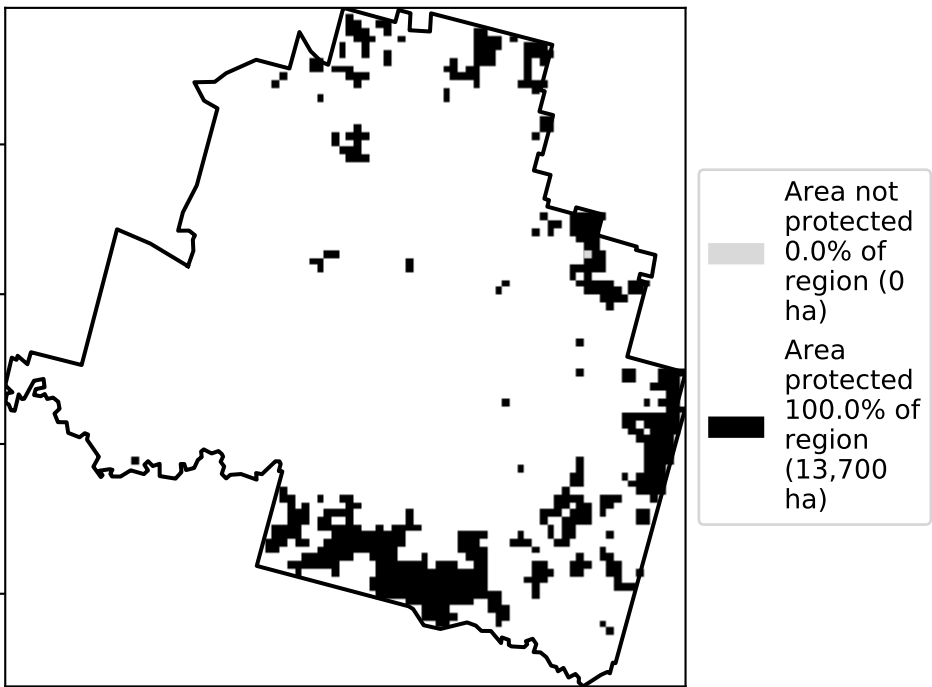 Area not
protected
0.0% of
region (0
ha)
Area
protected
100.0% of
region
(13,700
ha)